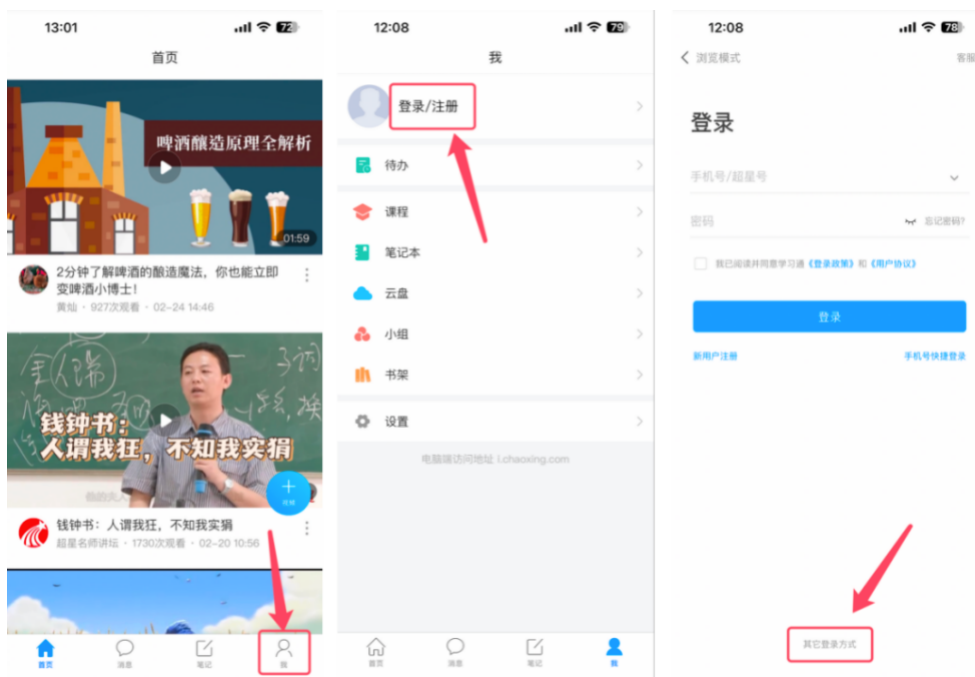 13:01
72
首页
啤酒酿造原理全解析
01:59
2分钟了解啤酒的酿造魔法，你也能立即
变啤酒小博士！
黄灿 · 927次观看 · 02-24 14:46
钱钟书：
人谓我狂，不知我实狷
钱钟书：人谓我狂，不知我实狷
超星名师讲坛 · 1730次观看 · 02-20 10:56
首页
消息
笔记
我
12:08
79
我
登录/注册
待办
课程
笔记本
云盘
小组
书架
设置
电脑端访问地址 i.chaoxing.com
首页
消息
笔记
我
12:08
78
浏览模式
客服
登录
手机号/超星号
密码
忘记密码?
我已阅读并同意学习通《登录政策》和《用户协议》
登录
新用户注册
手机号快捷登录
其它登录方式